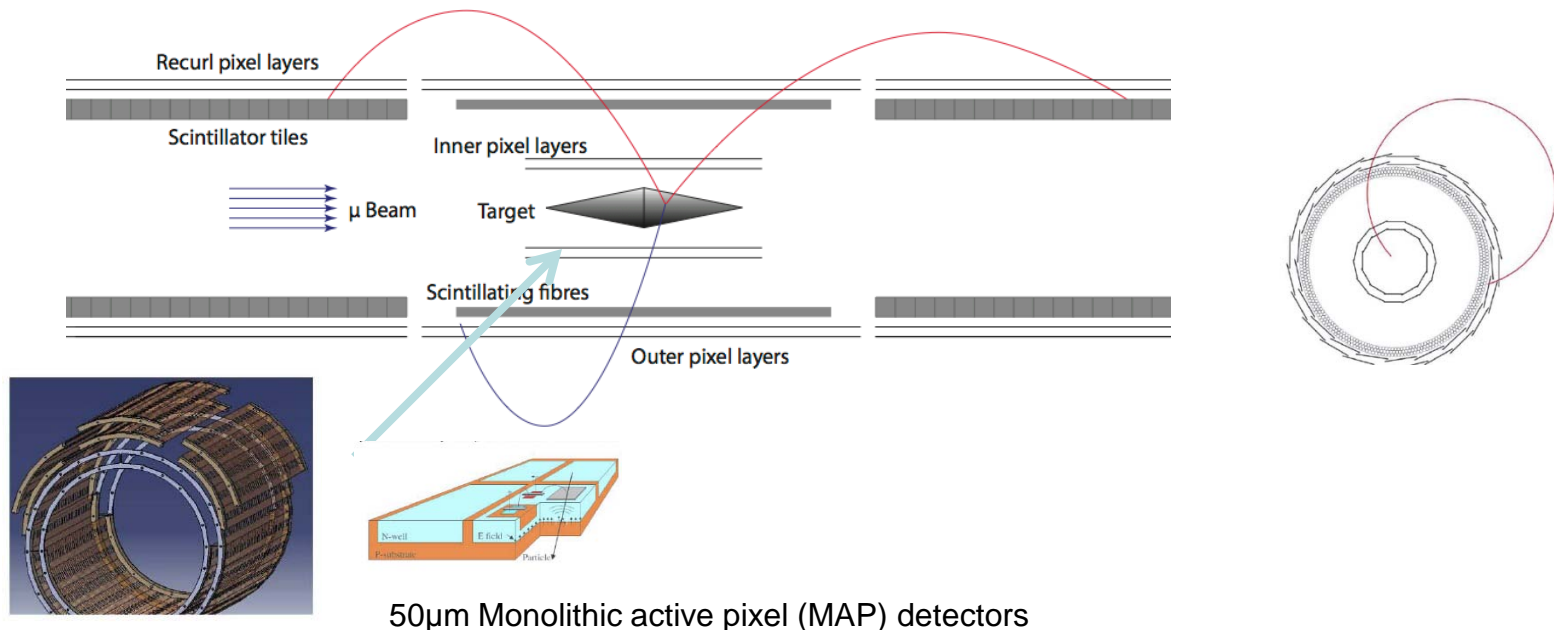 Recurl pixel layers
Scintillator tiles
Inner pixel layers
μ Beam
Target
Scintillating fibres
Outer pixel layers
N-well
E field
P-substrate
Particle
50μm Monolithic active pixel (MAP) detectors